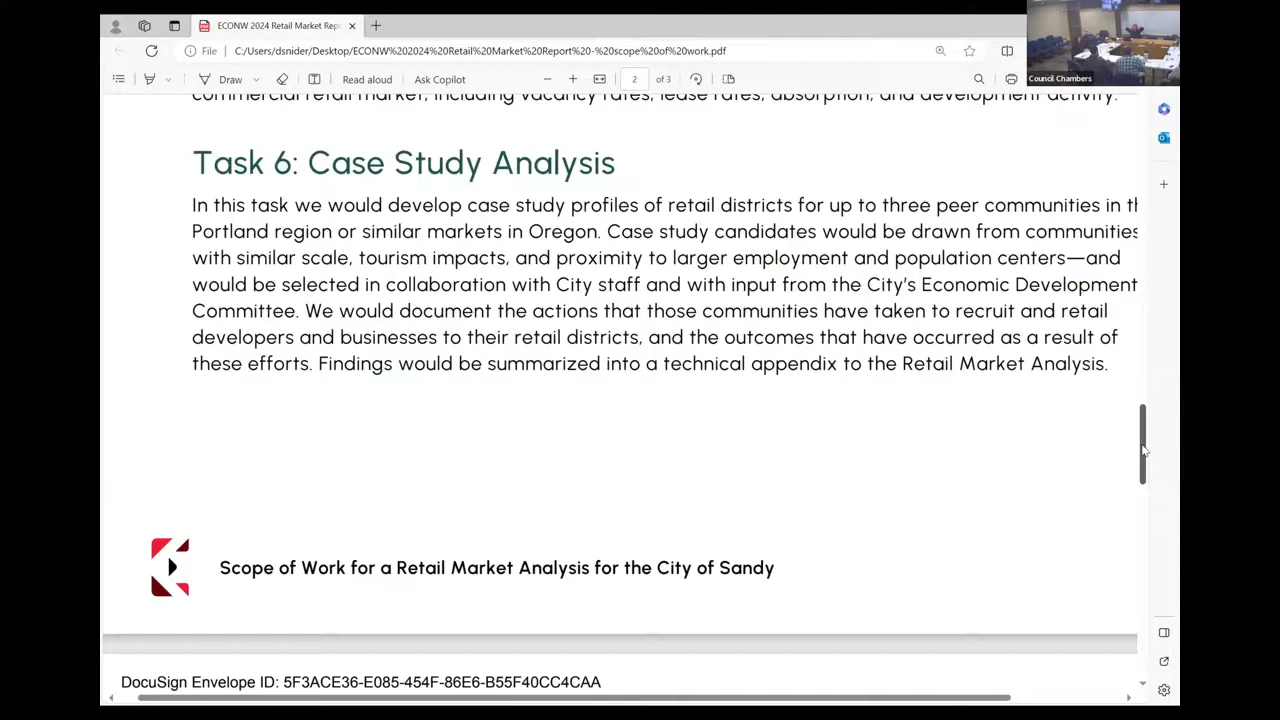 ECONW 2024 Retail Market Rep
File C:/Users/dsnider/Desktop/ECONW%202024%20Retail%20Market%20Report%20-%20scope%20of%20work.pdf
Draw Read aloud Ask Copilot 2 of 3
Council Chambers
commercial retail market, including vacancy rates, lease rates, absorption, and development activity.
Task 6: Case Study Analysis
In this task we would develop case study profiles of retail districts for up to three peer communities in th
Portland region or similar markets in Oregon. Case study candidates would be drawn from communities
with similar scale, tourism impacts, and proximity to larger employment and population centers—and
would be selected in collaboration with City staff and with input from the City's Economic Development
Committee. We would document the actions that those communities have taken to recruit and retail
developers and businesses to their retail districts, and the outcomes that have occurred as a result of
these efforts. Findings would be summarized into a technical appendix to the Retail Market Analysis.
Scope of Work for a Retail Market Analysis for the City of Sandy
DocuSign Envelope ID: 5F3ACE36-E085-454F-86E6-B55F40CC4CAA